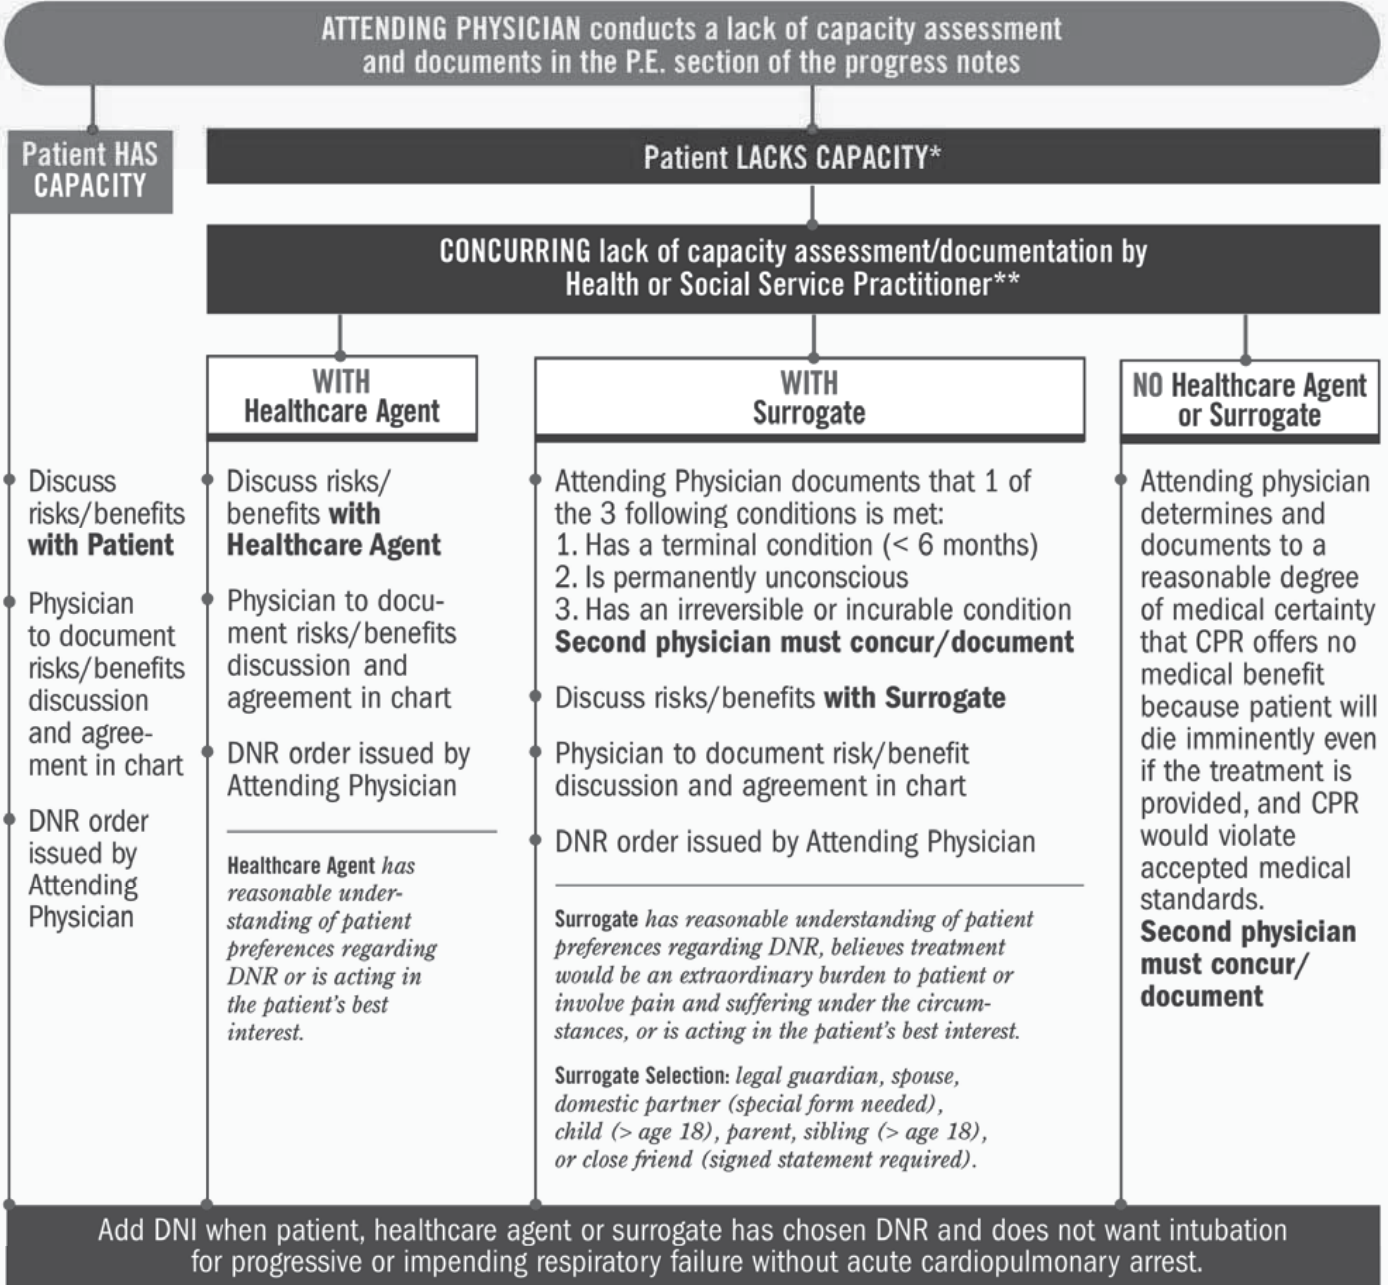 ATTENDING PHYSICIAN conducts a lack of capacity assessment
and documents in the P.E. section of the progress notes
Patient HAS
CAPACITY
Patient LACKS CAPACITY*
CONCURRING lack of capacity assessment/documentation by
Health or Social Service Practitioner**
Discuss
risks/benefits
with Patient
Physician
to document
risks/benefits
discussion
and agree-
ment in chart
DNR order
issued by
Attending
Physician
WITH
Healthcare Agent
Discuss risks/
benefits with
Healthcare Agent
Physician to docu-
ment risks/benefits
discussion and
agreement in chart
DNR order issued by
Attending Physician
Healthcare Agent has
reasonable under-
standing of patient
preferences regarding
DNR or is acting in
the patient's best
interest.
WITH
Surrogate
Attending Physician documents that 1 of
the 3 following conditions is met:
1. Has a terminal condition (< 6 months)
2. Is permanently unconscious
3. Has an irreversible or incurable condition
Second physician must concur/document
Discuss risks/benefits with Surrogate
Physician to document risk/benefit
discussion and agreement in chart
DNR order issued by Attending Physician
Surrogate has reasonable understanding of patient
preferences regarding DNR, believes treatment
would be an extraordinary burden to patient or
involve pain and suffering under the circum-
stances, or is acting in the patient's best interest.
Surrogate Selection: legal guardian, spouse,
domestic partner (special form needed),
child (> age 18), parent, sibling (> age 18),
or close friend (signed statement required).
NO Healthcare Agent
or Surrogate
Attending physician
determines and
documents to a
reasonable degree
of medical certainty
that CPR offers no
medical benefit
because patient will
die imminently even
if the treatment is
provided, and CPR
would violate
accepted medical
standards.
Second physician
must concur/
document
Add DNI when patient, healthcare agent or surrogate has chosen DNR and does not want intubation
for progressive or impending respiratory failure without acute cardiopulmonary arrest.